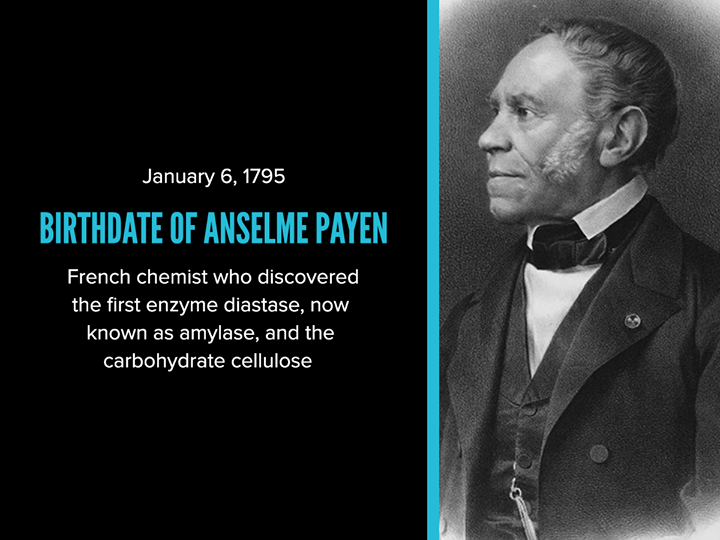 January 6, 1795
BIRTHDATE OF ANSELME PAYEN
French chemist who discovered
the first enzyme diastase, now
known as amylase, and the
carbohydrate cellulose